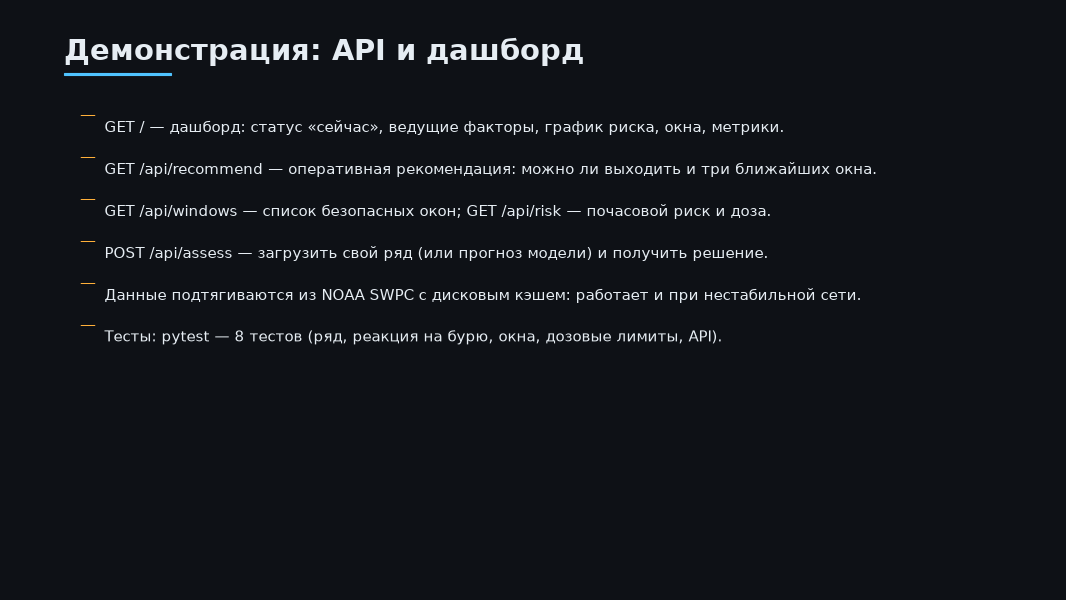 Демонстрация: API и дашборд
— GET / — дашборд: статус «сейчас», ведущие факторы, график риска, окна, метрики.
— GET /api/recommend — оперативная рекомендация: можно ли выходить и три ближайших окна.
— GET /api/windows — список безопасных окон; GET /api/risk — почасовой риск и доза.
— POST /api/assess — загрузить свой ряд (или прогноз модели) и получить решение.
— Данные подтягиваются из NOAA SWPC с дисковым кэшем: работает и при нестабильной сети.
— Тесты: pytest — 8 тестов (ряд, реакция на бурю, окна, дозовые лимиты, API).